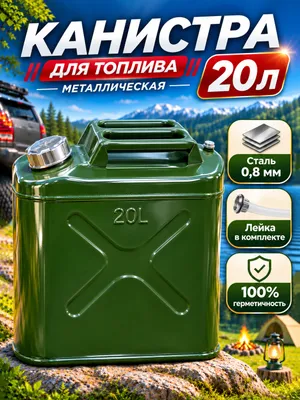 КАНИСТРА
// ДЛЯ ТОПЛИВА //
МЕТАЛЛИЧЕСКАЯ
20л
20L
Сталь
0,8 мм
Лейка
в комплекте
100%
герметичность